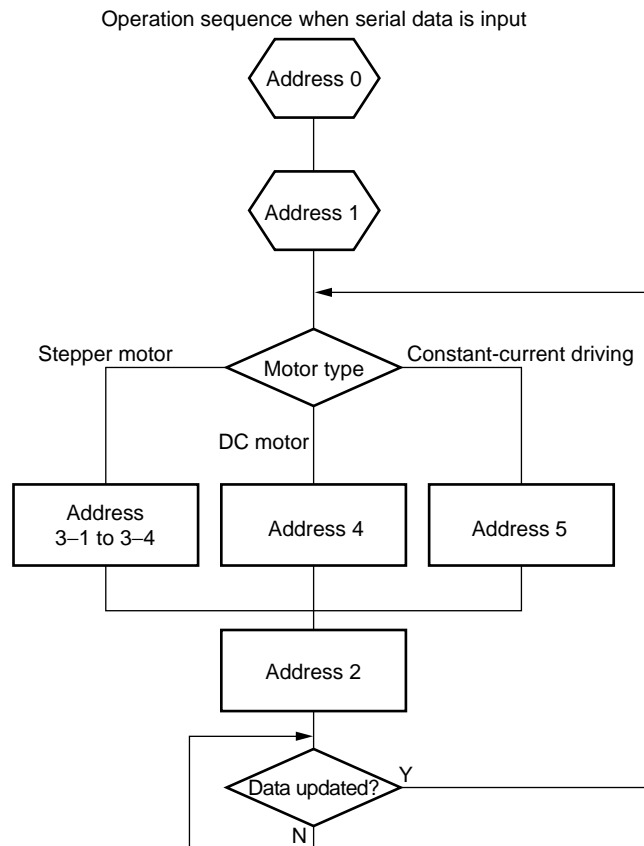 Operation sequence when serial data is input
Address 0
Address 1
Stepper motor
Motor type
Constant-current driving
DC motor
Address
3–1 to 3–4
Address 4
Address 5
Address 2
Data updated?
Y
N